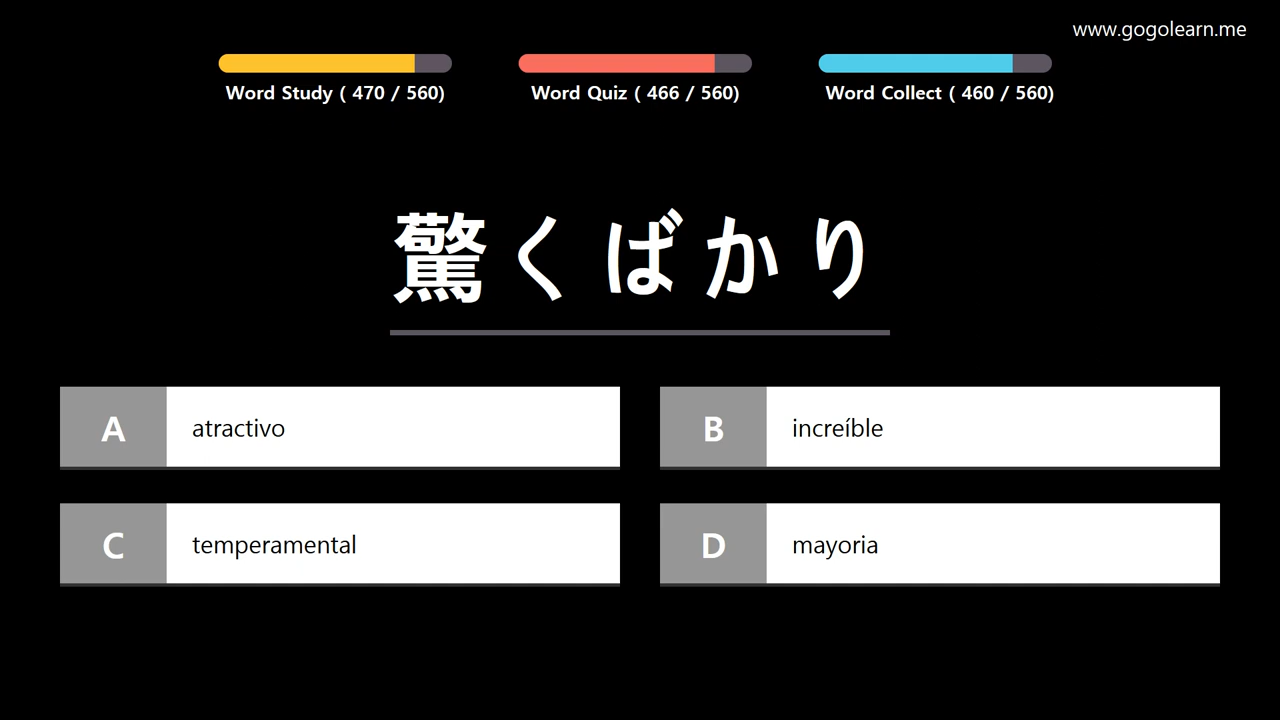 www.gogolearn.me
Word Study ( 470 / 560)
Word Quiz ( 466 / 560)
Word Collect ( 460 / 560)
驚くばかり
A
atractivo
B
increíble
C
temperamental
D
mayoria